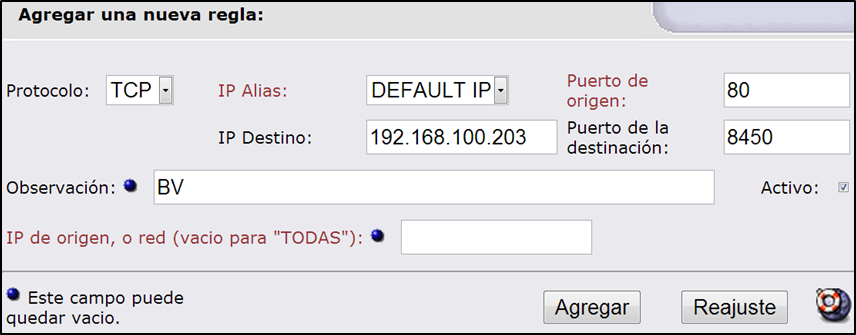 Agregar una nueva regla:
Protocolo: TCP IP Alias: DEFAULT IP Puerto de origen: 80
IP Destino: 192.168.100.203 Puerto de la destinación: 8450
Observación: BV Activo:
IP de origen, o red (vacio para "TODAS"):
Este campo puede
quedar vacio.
Agregar Reajuste